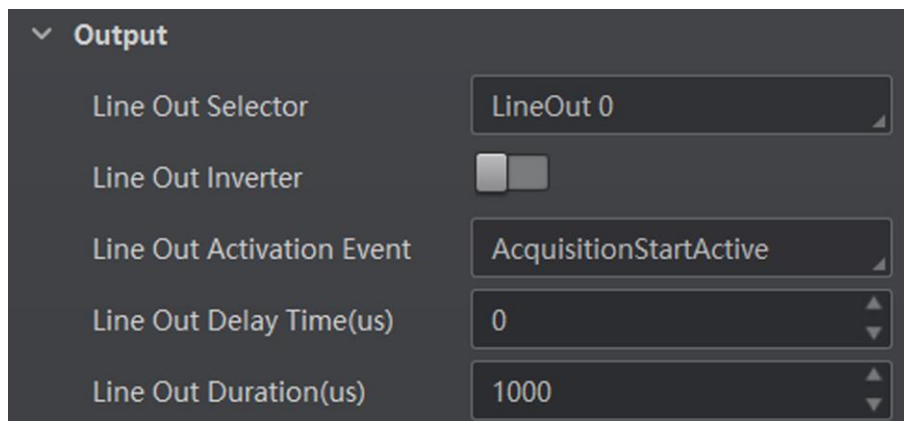 Output
Line Out Selector LineOut 0
Line Out Inverter
Line Out Activation Event AcquisitionStartActive
Line Out Delay Time(us) 0
Line Out Duration(us) 1000